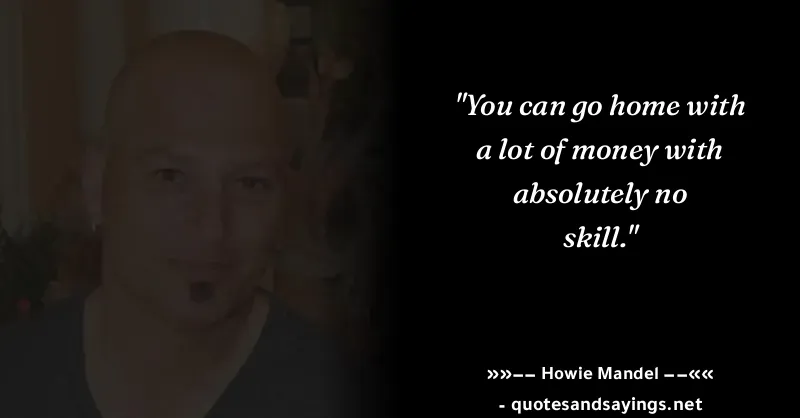 "You can go home with
a lot of money with
absolutely no
skill."
»»–– Howie Mandel ––««
- quotesandsayings.net